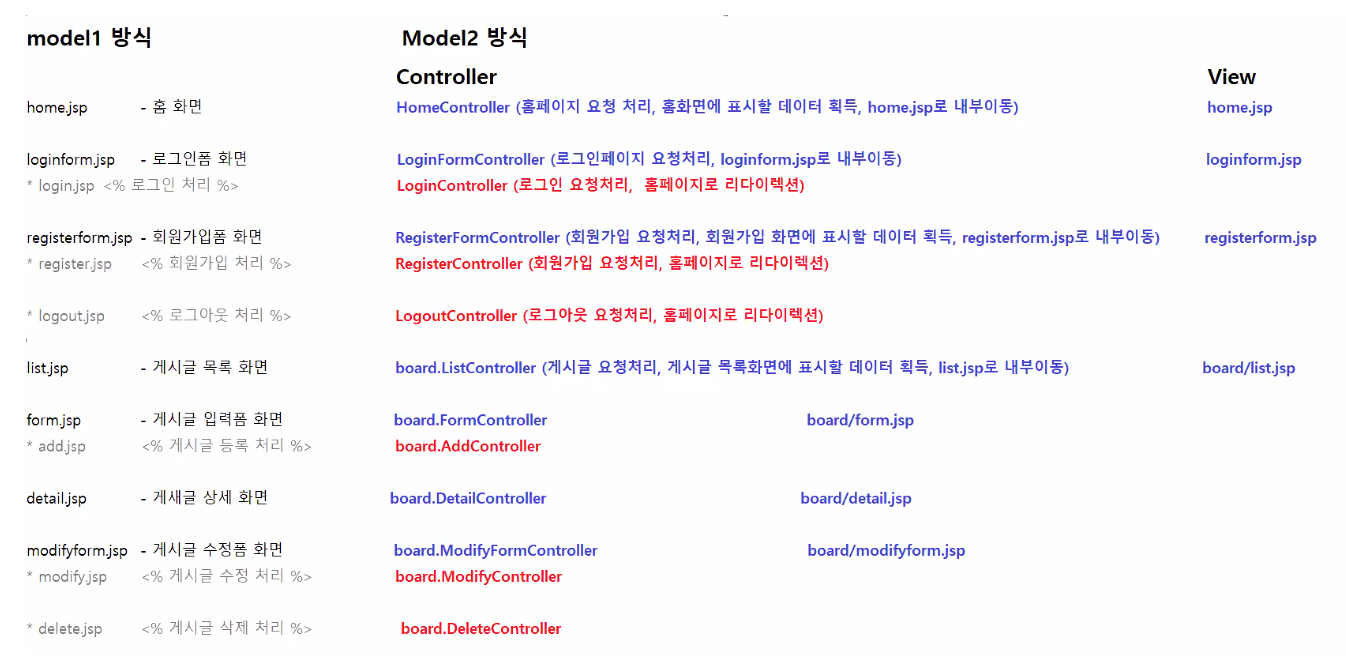 model1 방식 Model2 방식
Controller View
home.jsp - 홈 화면 HomeController (홈페이지 요청 처리, 홈화면에 표시할 데이터 획득, home.jsp로 내부이동) home.jsp
loginform.jsp - 로그인폼 화면 LoginFormController (로그인페이지 요청처리, loginform.jsp로 내부이동) loginform.jsp
* login.jsp <% 로그인 처리 %> LoginController (로그인 요청처리, 홈페이지로 리다이렉션)
registerform.jsp - 회원가입폼 화면 RegisterFormController (회원가입 요청처리, 회원가입 화면에 표시할 데이터 획득, registerform.jsp로 내부이동) registerform.jsp
* register.jsp <% 회원가입 처리 %> RegisterController (회원가입 요청처리, 홈페이지로 리다이렉션)
* logout.jsp <% 로그아웃 처리 %> LogoutController (로그아웃 요청처리, 홈페이지로 리다이렉션)
list.jsp - 게시글 목록 화면 board.ListController (게시글 요청처리, 게시글 목록화면에 표시할 데이터 획득, list.jsp로 내부이동) board/list.jsp
form.jsp - 게시글 입력폼 화면 board.FormController board/form.jsp
* add.jsp <% 게시글 등록 처리 %> board.AddController
detail.jsp - 게새글 상세 화면 board.DetailController board/detail.jsp
modifyform.jsp - 게시글 수정폼 화면 board.ModifyFormController board/modifyform.jsp
* modify.jsp <% 게시글 수정 처리 %> board.ModifyController
* delete.jsp <% 게시글 삭제 처리 %> board.DeleteController